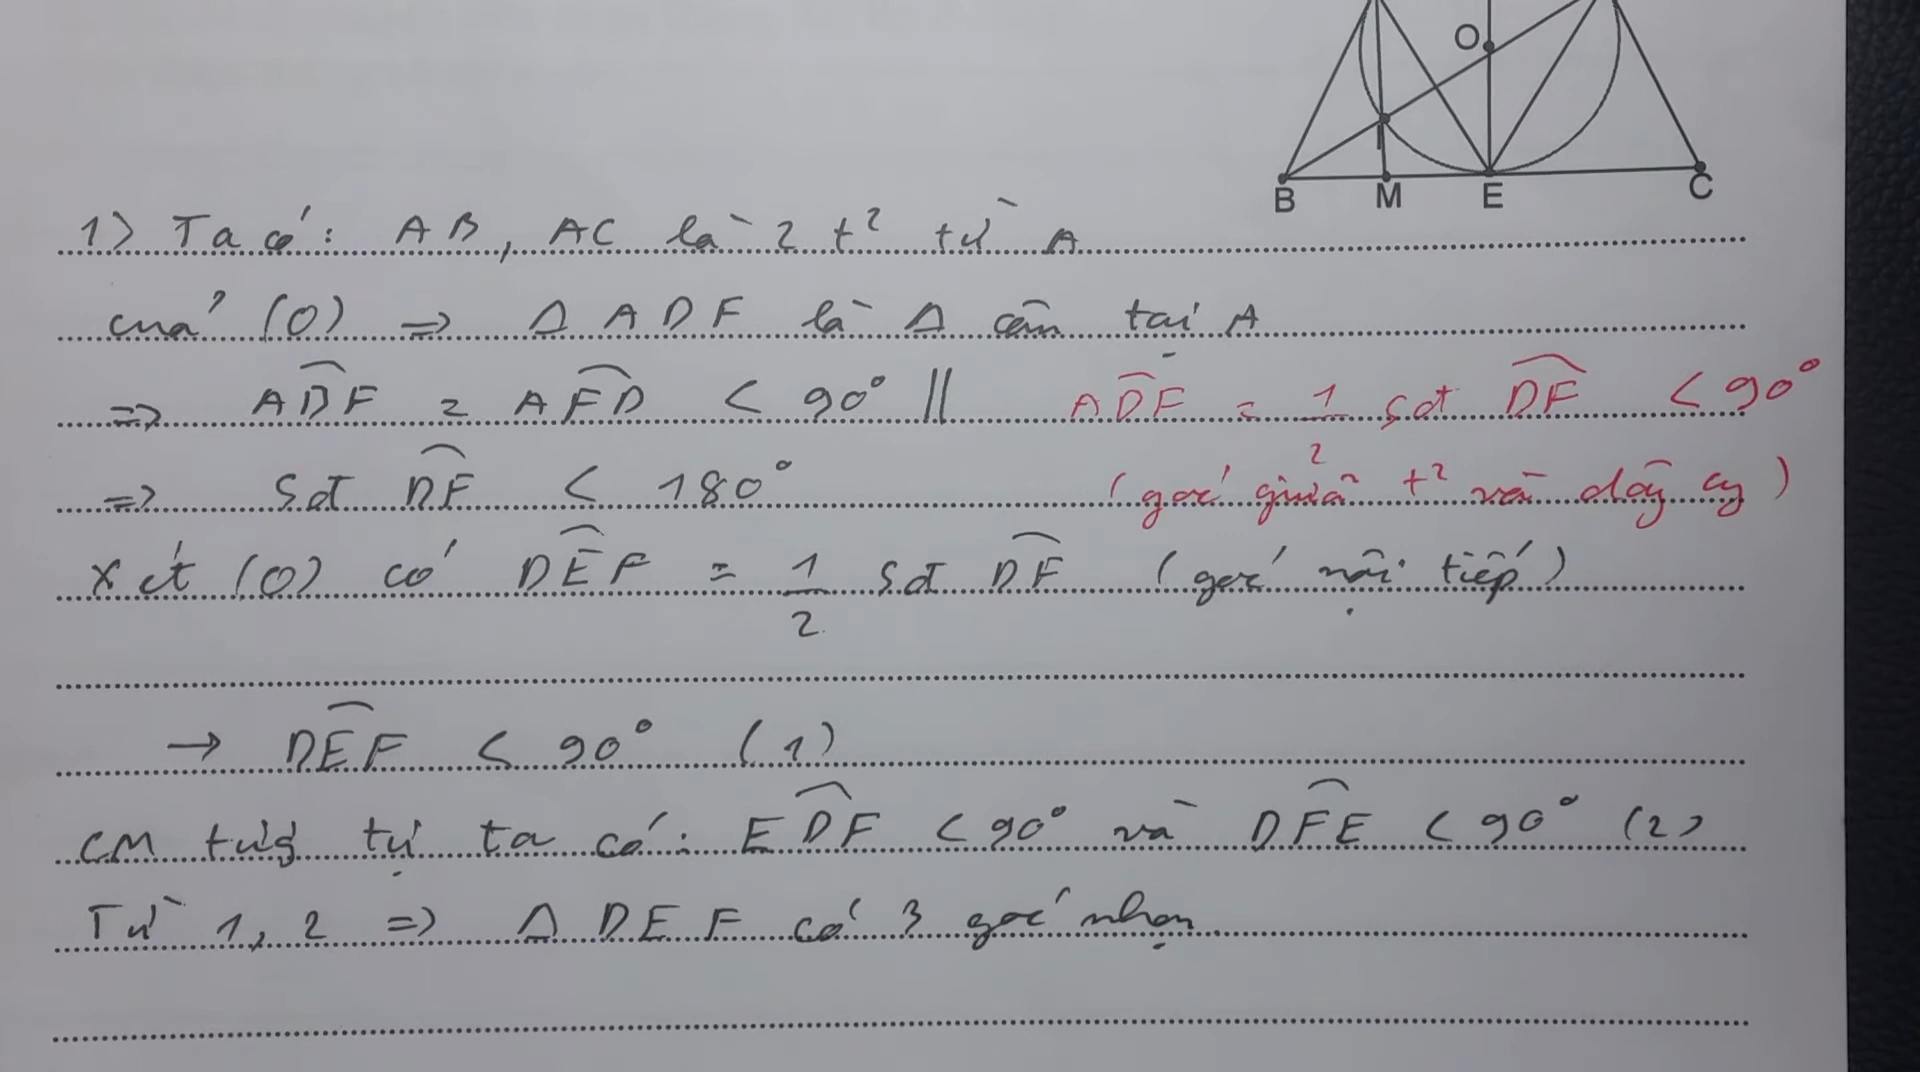 O
I
B M E C
1) Ta có: AB, AC là 2 t² từ A
của (O) => Δ ADF là Δ cân tại A
=> ADF = AFD < 90° || ADF = 1/2 sđ DF < 90°
=> Sđ DF < 180° (góc giữa t² và dây cg)
Xét (O) có DEF = 1/2 Sđ DF (góc nội tiếp)
→ DEF < 90° (1)
CM tươg tự ta có: EDF < 90° và DFE < 90° (2)
Từ 1, 2 => Δ DEF có 3 góc nhọn.